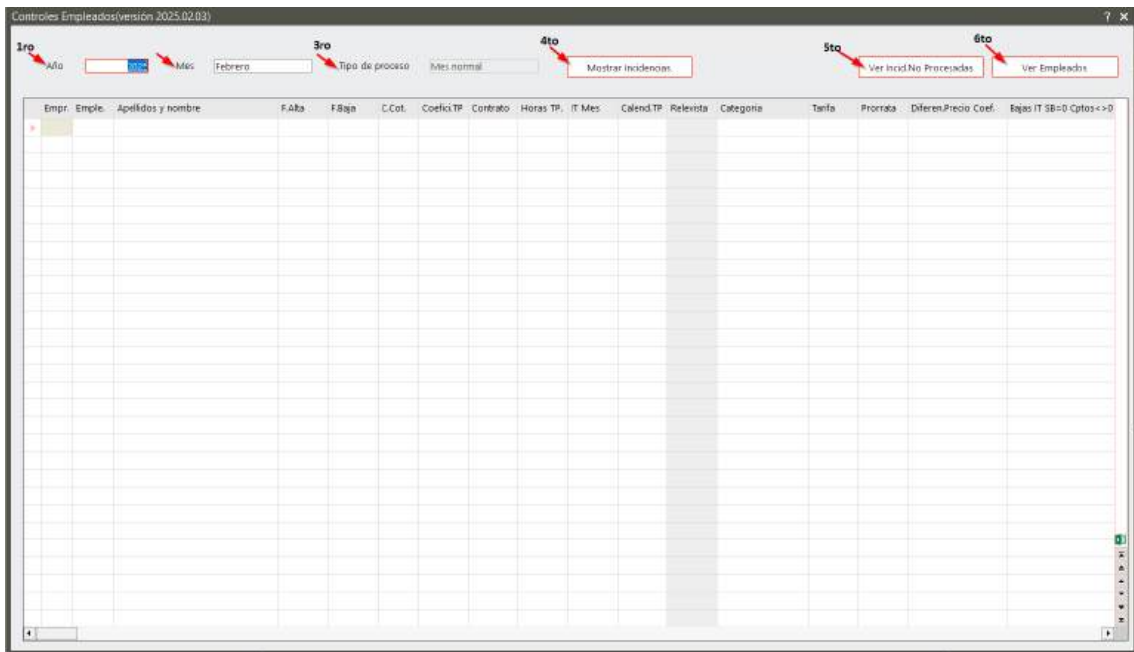 Controles Empleados(versión 2025.02.03)
? ×
1ro
3ro
4to
5to
6to
Año
2025
Mes
Febrero
Tipo de proceso
Mes normal
Mostrar Incidencias
Ver Incid.No Procesadas
Ver Empleados
Empr. Emple. Apellidos y nombre F.Alta F.Baja C.Cot. Coefici.TP Contrato Horas TP. IT Mes Calend.TP Relevista Categoria Tarifa Prorrata Diferen.Precio Coef. Bajas IT SB=0 Cptos<>0